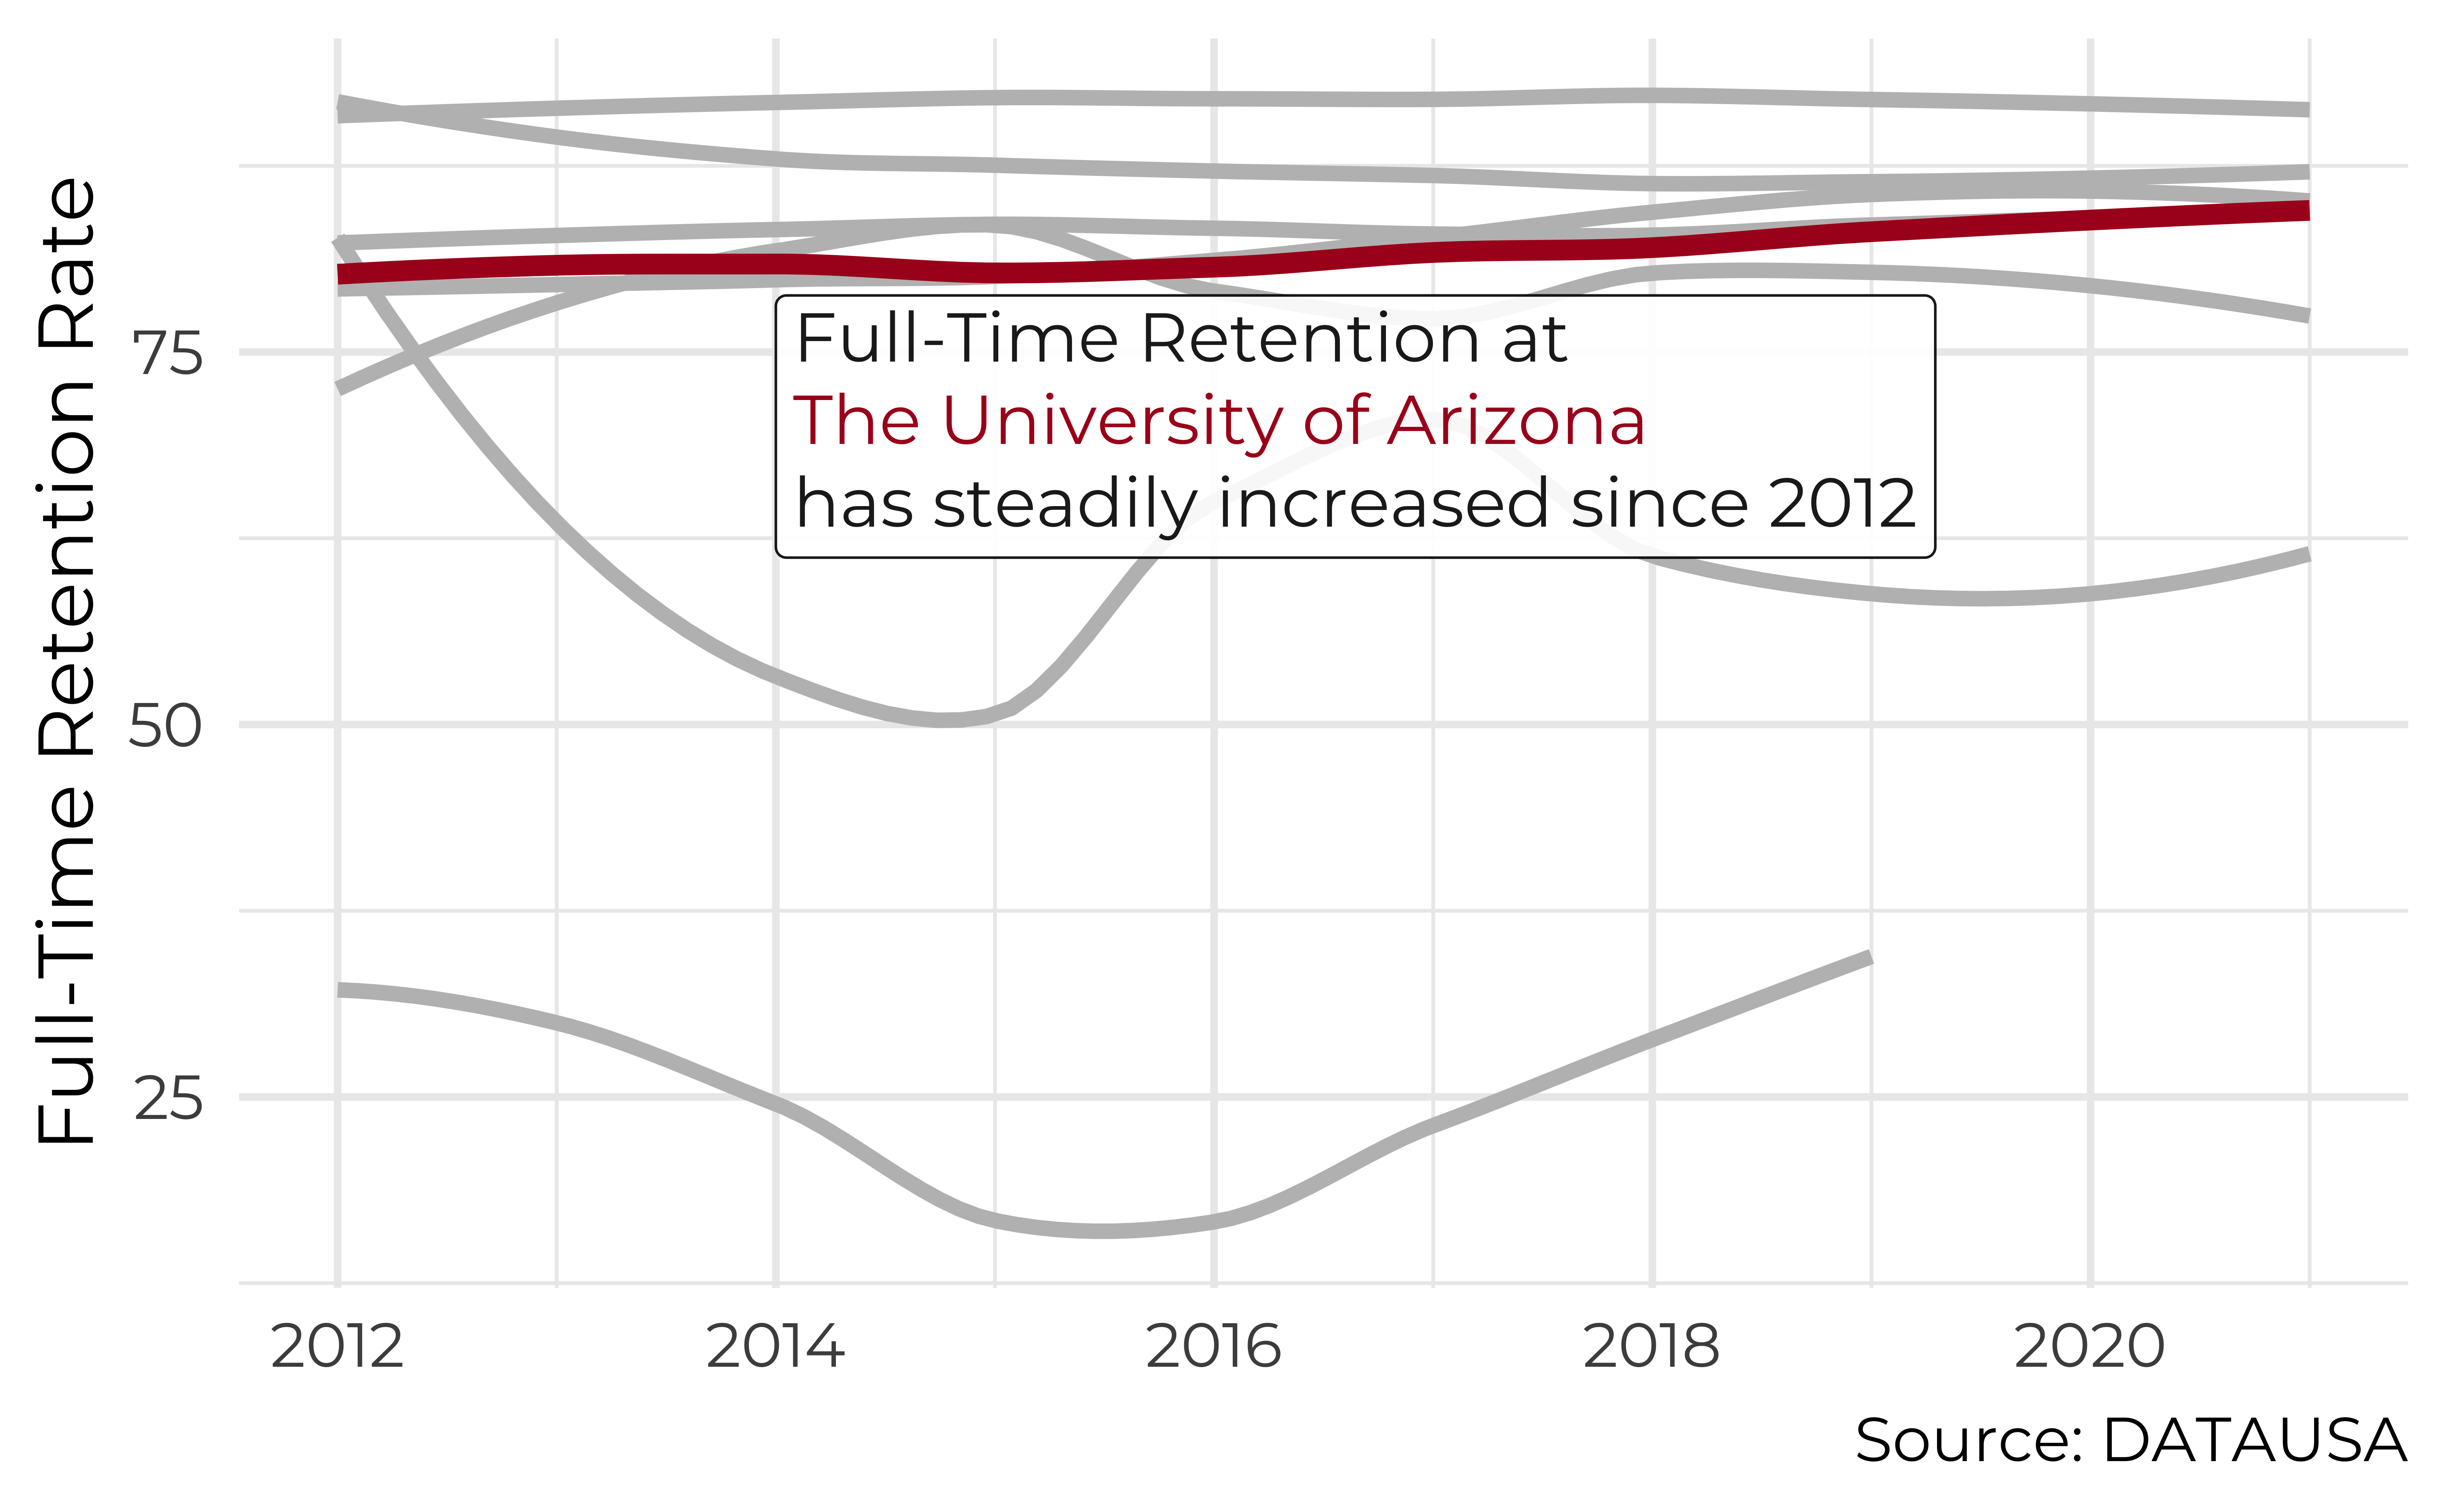 Full-Time Retention Rate
75
50
25
Full-Time Retention at
The University of Arizona
has steadily increased since 2012
2012 2014 2016 2018 2020
Source: DATAUSA